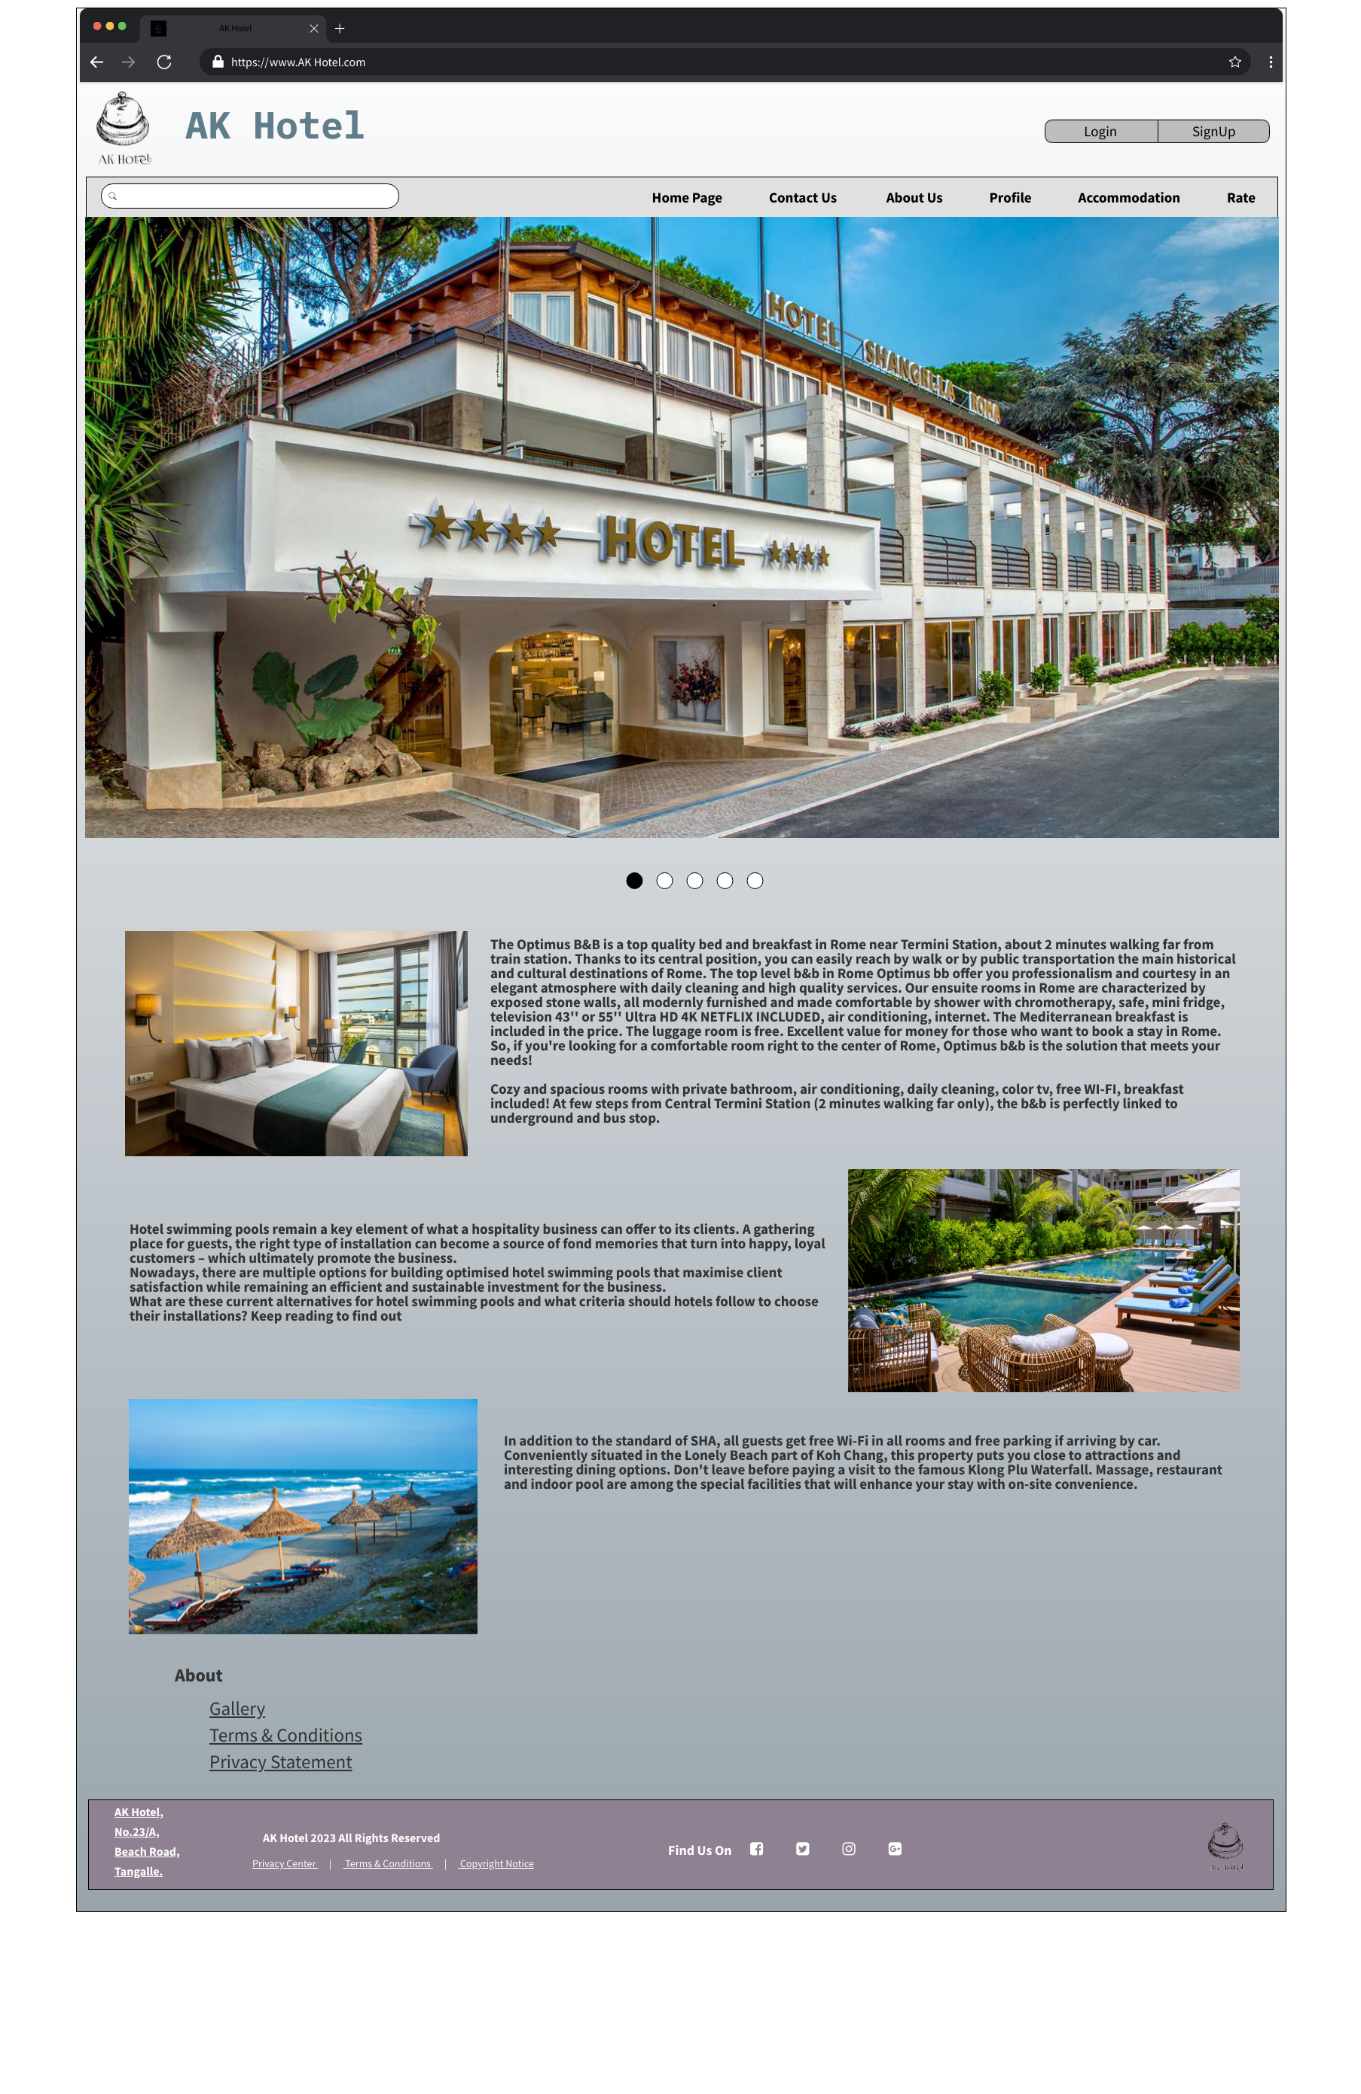 AK Hotel
https://www.AK Hotel.com
AK Hotel
AK Hotel
Login
SignUp
Home Page
Contact Us
About Us
Profile
Accommodation
Rate
HOTEL SHANGRI-LA ROMA
HOTEL
The Optimus B&B is a top quality bed and breakfast in Rome near Termini Station, about 2 minutes walking far from
train station. Thanks to its central position, you can easily reach by walk or by public transportation the main historical
and cultural destinations of Rome. The top level b&b in Rome Optimus bb offer you professionalism and courtesy in an
elegant atmosphere with daily cleaning and high quality services. Our ensuite rooms in Rome are characterized by
exposed stone walls, all modernly furnished and made comfortable by shower with chromotherapy, safe, mini fridge,
television 43'' or 55'' Ultra HD 4K NETFLIX INCLUDED, air conditioning, internet. The Mediterranean breakfast is
included in the price. The luggage room is free. Excellent value for money for those who want to book a stay in Rome.
So, if you're looking for a comfortable room right to the center of Rome, Optimus b&b is the solution that meets your
needs!
Cozy and spacious rooms with private bathroom, air conditioning, daily cleaning, color tv, free WI-FI, breakfast
included! At few steps from Central Termini Station (2 minutes walking far only), the b&b is perfectly linked to
underground and bus stop.
Hotel swimming pools remain a key element of what a hospitality business can offer to its clients. A gathering
place for guests, the right type of installation can become a source of fond memories that turn into happy, loyal
customers – which ultimately promote the business.
Nowadays, there are multiple options for building optimised hotel swimming pools that maximise client
satisfaction while remaining an efficient and sustainable investment for the business.
What are these current alternatives for hotel swimming pools and what criteria should hotels follow to choose
their installations? Keep reading to find out
In addition to the standard of SHA, all guests get free Wi-Fi in all rooms and free parking if arriving by car.
Conveniently situated in the Lonely Beach part of Koh Chang, this property puts you close to attractions and
interesting dining options. Don't leave before paying a visit to the famous Klong Plu Waterfall. Massage, restaurant
and indoor pool are among the special facilities that will enhance your stay with on-site convenience.
About
Gallery
Terms & Conditions
Privacy Statement
AK Hotel,
No.23/A,
Beach Road,
Tangalle.
AK Hotel 2023 All Rights Reserved
Privacy Center | Terms & Conditions | Copyright Notice
Find Us On
AK Hotel